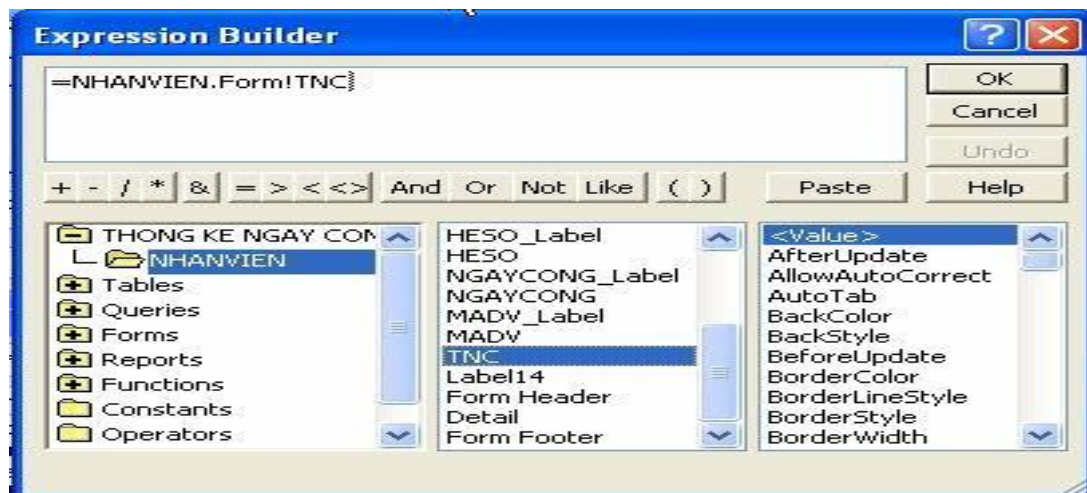 Expression Builder
=NHANVIEN.Form!TNC
OK
Cancel
Undo
+ - / * & = > < <> And Or Not Like ( ) Paste Help
THONG KE NGAY CON
NHANVIEN
Tables
Queries
Forms
Reports
Functions
Constants
Operators
HESO_Label
HESO
NGAYCONG_Label
NGAYCONG
MADV_Label
MADV
TNC
Label14
Form Header
Detail
Form Footer
<Value>
AfterUpdate
AllowAutoCorrect
AutoTab
BackColor
BackStyle
BeforeUpdate
BorderColor
BorderLineStyle
BorderStyle
BorderWidth